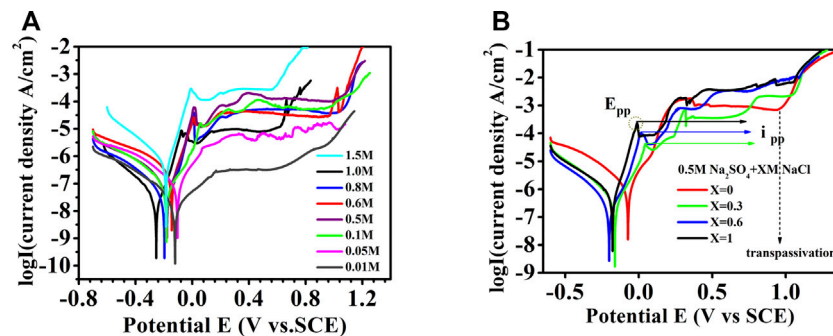 A
logI(current density A/cm²)
-2
-3
-4
-5
-6
-7
-8
-9
-10
-0.8
-0.4
0.0
0.4
0.8
1.2
Potential E (V vs.SCE)
1.5M
1.0M
0.8M
0.6M
0.5M
0.1M
0.05M
0.01M
B
logI(current density A/cm²)
-1
-2
-3
-4
-5
-6
-7
-8
-9
-0.5
0.0
0.5
1.0
Potential E (V vs SCE)
Epp
i pp
0.5M Na₂SO₄+XM NaCl
X=0
X=0.3
X=0.6
X=1
transpassivation